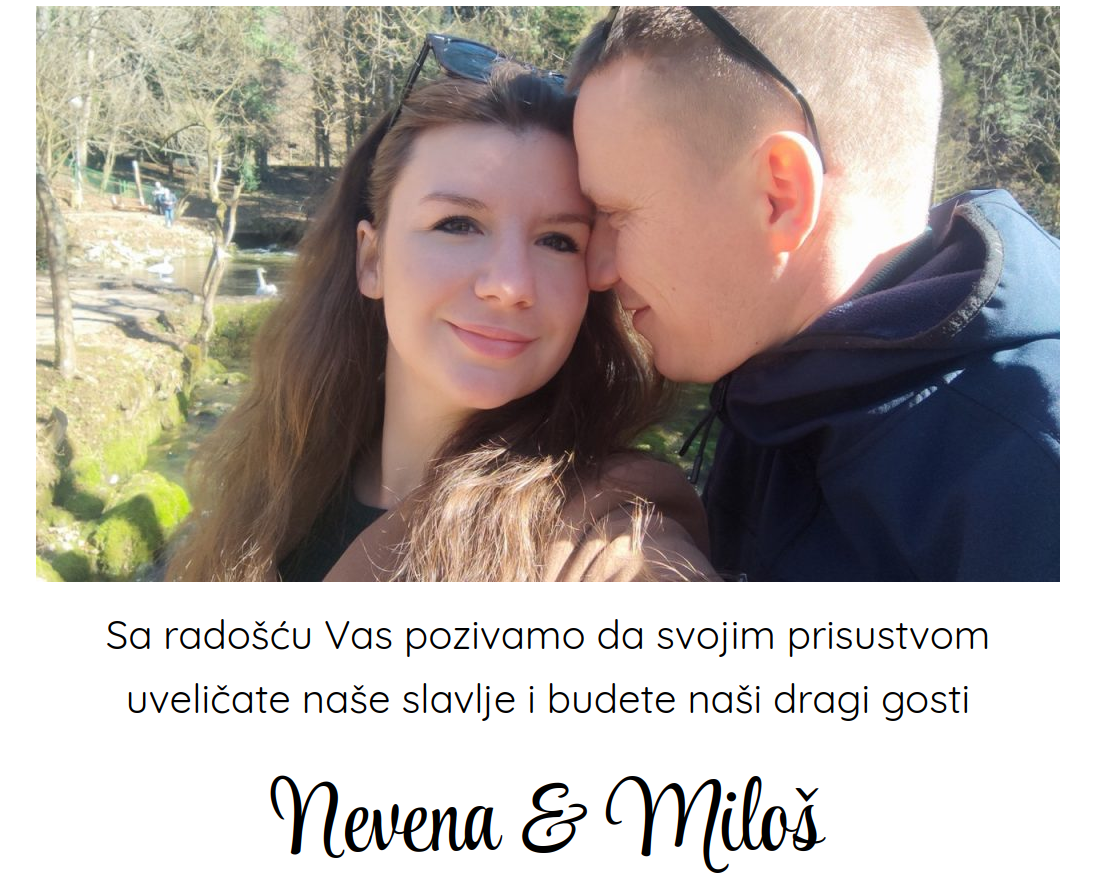 Sa radošću Vas pozivamo da svojim prisustvom
uveličate naše slavlje i budete naši dragi gosti
Nevena & Miloš